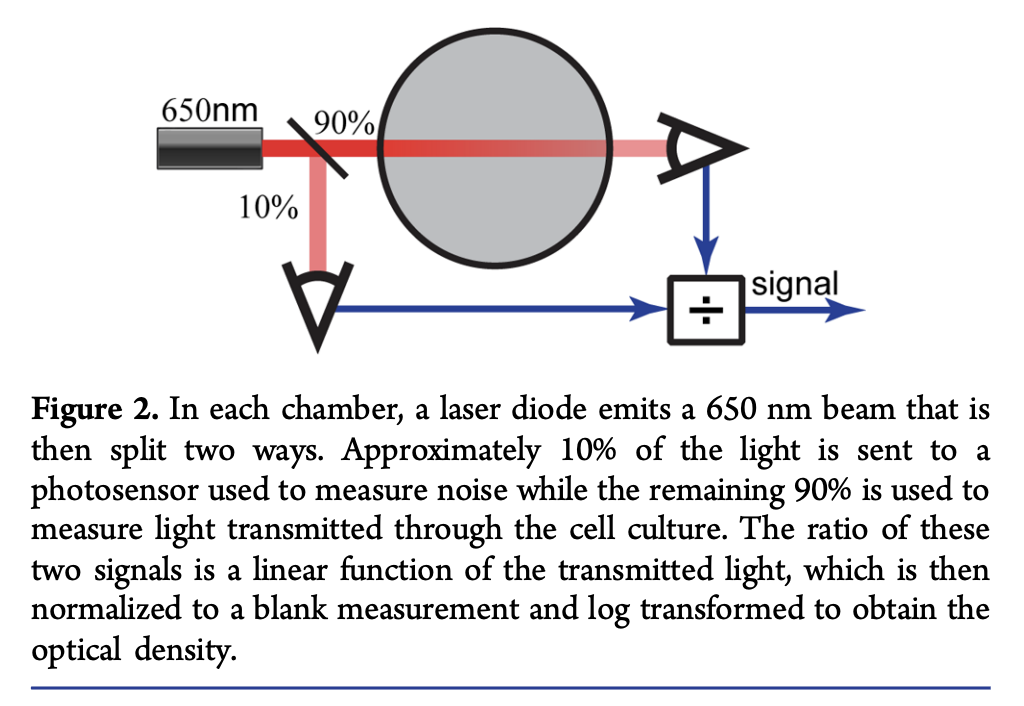 650nm
90%
10%
÷
signal
Figure 2. In each chamber, a laser diode emits a 650 nm beam that is
then split two ways. Approximately 10% of the light is sent to a
photosensor used to measure noise while the remaining 90% is used to
measure light transmitted through the cell culture. The ratio of these
two signals is a linear function of the transmitted light, which is then
normalized to a blank measurement and log transformed to obtain the
optical density.